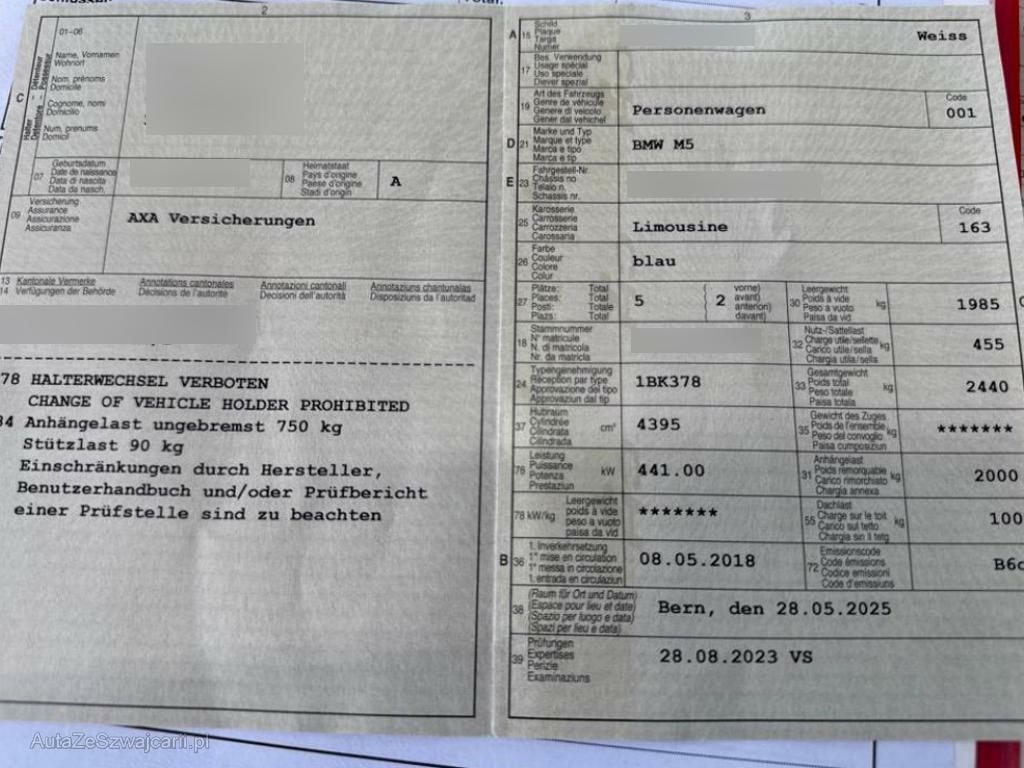 2
01-06
C
Halter - Détenteur
Detentore - Possessur
Name, Vornamen
Wohnort
Nom, prénoms
Domicile
Cognome, nomi
Domicilio
Num, prenums
Domicil
07
Geburtsdatum
Date de naissance
Data di nascita
Data da nasch.
08
Heimatstaat
Pays d'origine
Paese d'origine
Stadi d'origin
A
09
Versicherung
Assurance
Assicurazione
Assicuranza
AXA Versicherungen
13 Kantonale Vermerke Annotations cantonales Annotazioni cantonali Annotaziuns chantunalas
14 Verfügungen der Behörde Décisions de l'autorité Decisioni dell'autorità Disposiziuns da l'autoritad
78 HALTERWECHSEL VERBOTEN
CHANGE OF VEHICLE HOLDER PROHIBITED
84 Anhängelast ungebremst 750 kg
Stützlast 90 kg
Einschränkungen durch Hersteller,
Benutzerhandbuch und/oder Prüfbericht
einer Prüfstelle sind zu beachten
3
A 15
Schild
Plaque
Targa
Numer
Weiss
17
Bes. Verwendung
Usage spécial
Uso speciale
Diever spezial
19
Art des Fahrzeugs
Genre de véhicule
Genere di veicolo
Gener dal vehichel
Personenwagen
Code
001
D 21
Marke und Typ
Marque et type
Marca e tipo
Marca e tip
BMW M5
E 23
Fahrgestell-Nr.
Châssis no
Telaio n.
Schassis nr.
25
Karosserie
Carrosserie
Carrozzeria
Carossaria
Limousine
Code
163
26
Farbe
Couleur
Colore
Colur
blau
27
Plätze: Total
Places: Total
Posti: Totale
Plazs: Total
5
2
vorne)
avant)
anteriori)
davant)
30
Leergewicht
Poids à vide
Peso a vuoto
Paisa da vid
kg
1985
18
Stammnummer
N° matricule
N. di matricola
Nr. da matricla
32
Nutz-/Sattellast
Charge utile/sellette
Carico utile/sella
Chargia utila/sella
kg
455
24
Typengenehmigung
Réception par type
Approvazione del tipo
Approvaziun dal tip
1BK378
33
Gesamtgewicht
Poids total
Peso totale
Paisa totala
kg
2440
37
Hubraum
Cylindrée
Cilindrata
Cilindrada
cm³
4395
35
Gewicht des Zuges
Poids de l'ensemble
Peso del convoglio
Paisa cumposiziun
kg
*******
76
Leistung
Puissance
Potenza
Prestaziun
kW
441.00
31
Anhängelast
Poids remorquable
Carico rimorchiato
Chargia annexa
kg
2000
78 kW/kg
Leergewicht
poids à vide
peso a vuoto
paisa da vid
*******
55
Dachlast
Charge sur le toit
Carico sul tetto
Chargia sin il tetg
kg
100
B 36
1. Inverkehrsetzung
1re mise en circulation
1a messa in circolazione
1. entrada en circulaziun
08.05.2018
72
Emissionscode
Code émissions
Codice emissioni
Code d'emissiuns
B6c
38
(Raum für Ort und Datum)
(Espace pour lieu et date)
(Spazio per luogo e data)
(Spazi per lieu e data)
Bern, den 28.05.2025
39
Prüfungen
Expertises
Perizie
Examinaziuns
28.08.2023 VS
AutaZeSzwajcarii.pl